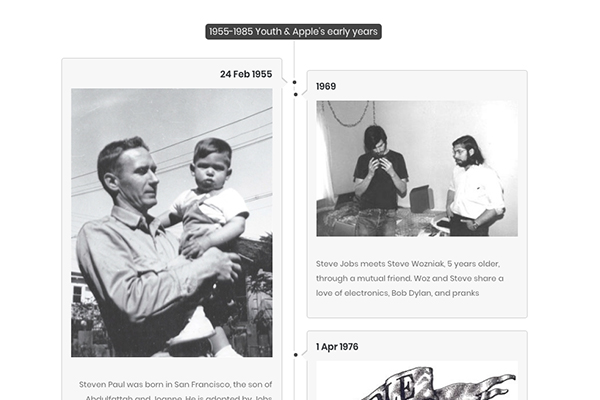 1955-1985 Youth & Apple's early years
24 Feb 1955
Steven Paul was born in San Francisco, the son of
Abdulfattah and Joanne. He is adopted by Jobs
1969
Steve Jobs meets Steve Wozniak, 5 years older,
through a mutual friend. Woz and Steve share a
love of electronics, Bob Dylan, and pranks
1 Apr 1976
PLE